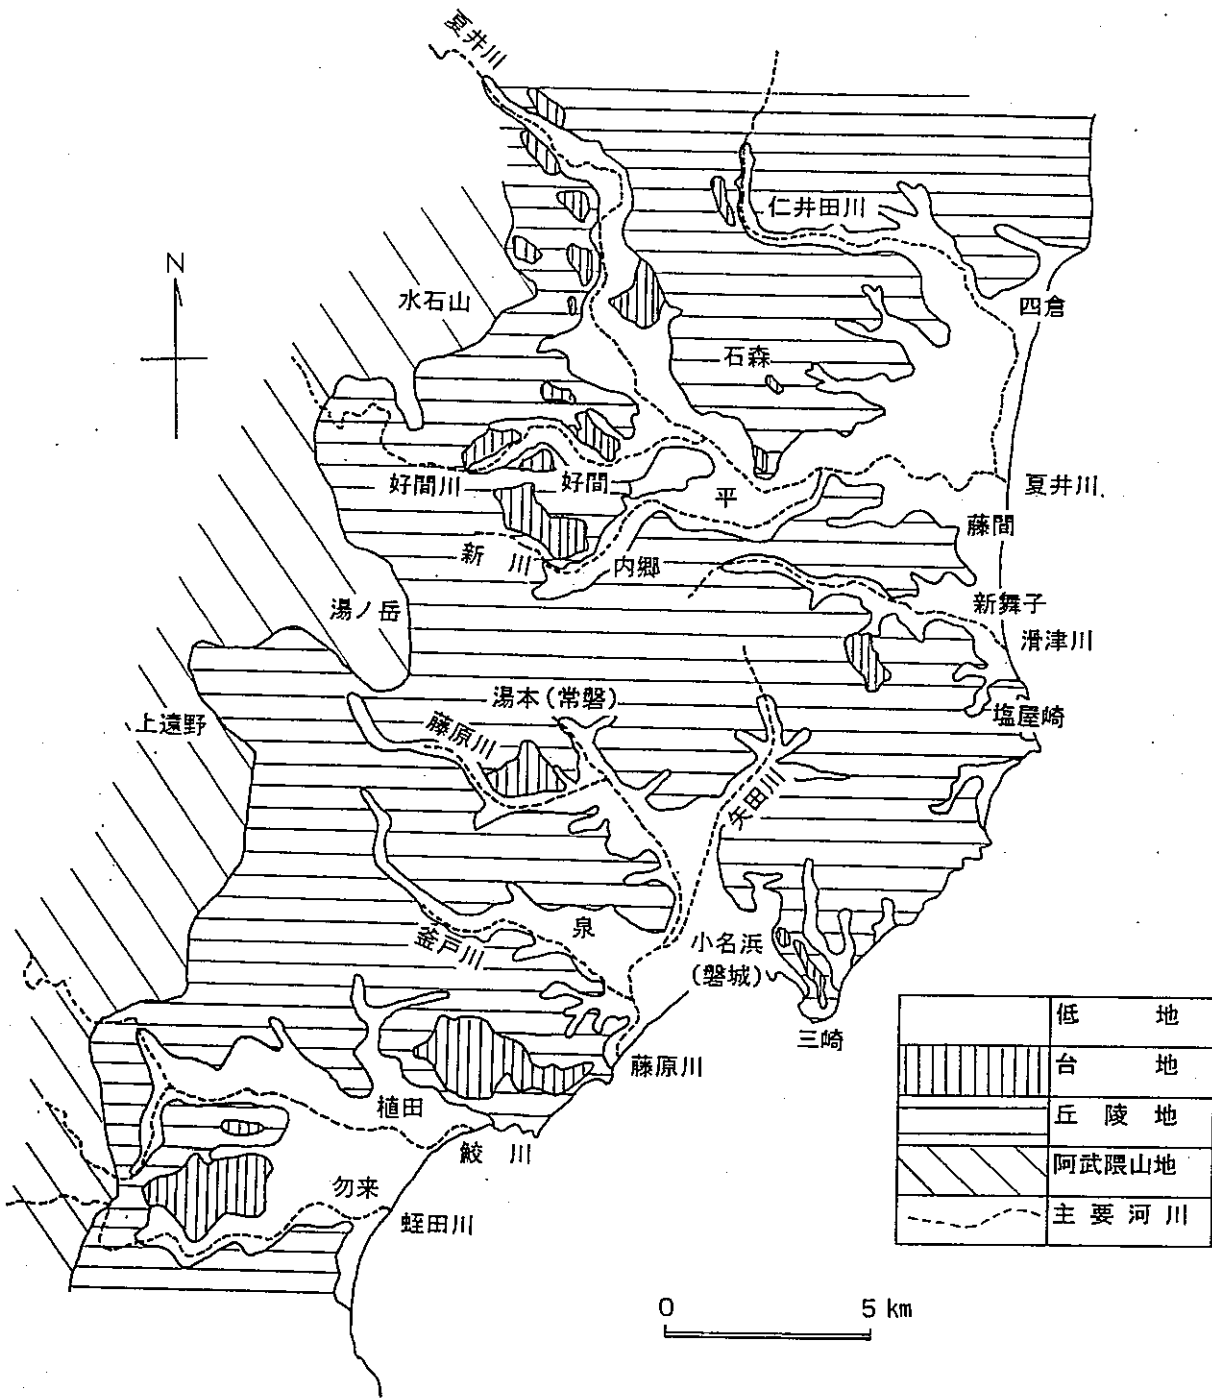 夏井川
仁井田川
N
水石山
四倉
石森
好間川
好間
平
夏井川
藤間
新川
内郷
新舞子
湯ノ岳
滑津川
湯本(常磐)
塩屋崎
上遠野
藤原川
矢田川
泉
釜戸川
小名浜
(磐城)
三崎
藤原川
植田
鮫川
勿来
蛭田川
低地
台地
丘陵地
阿武隈山地
主要河川
0 5 km